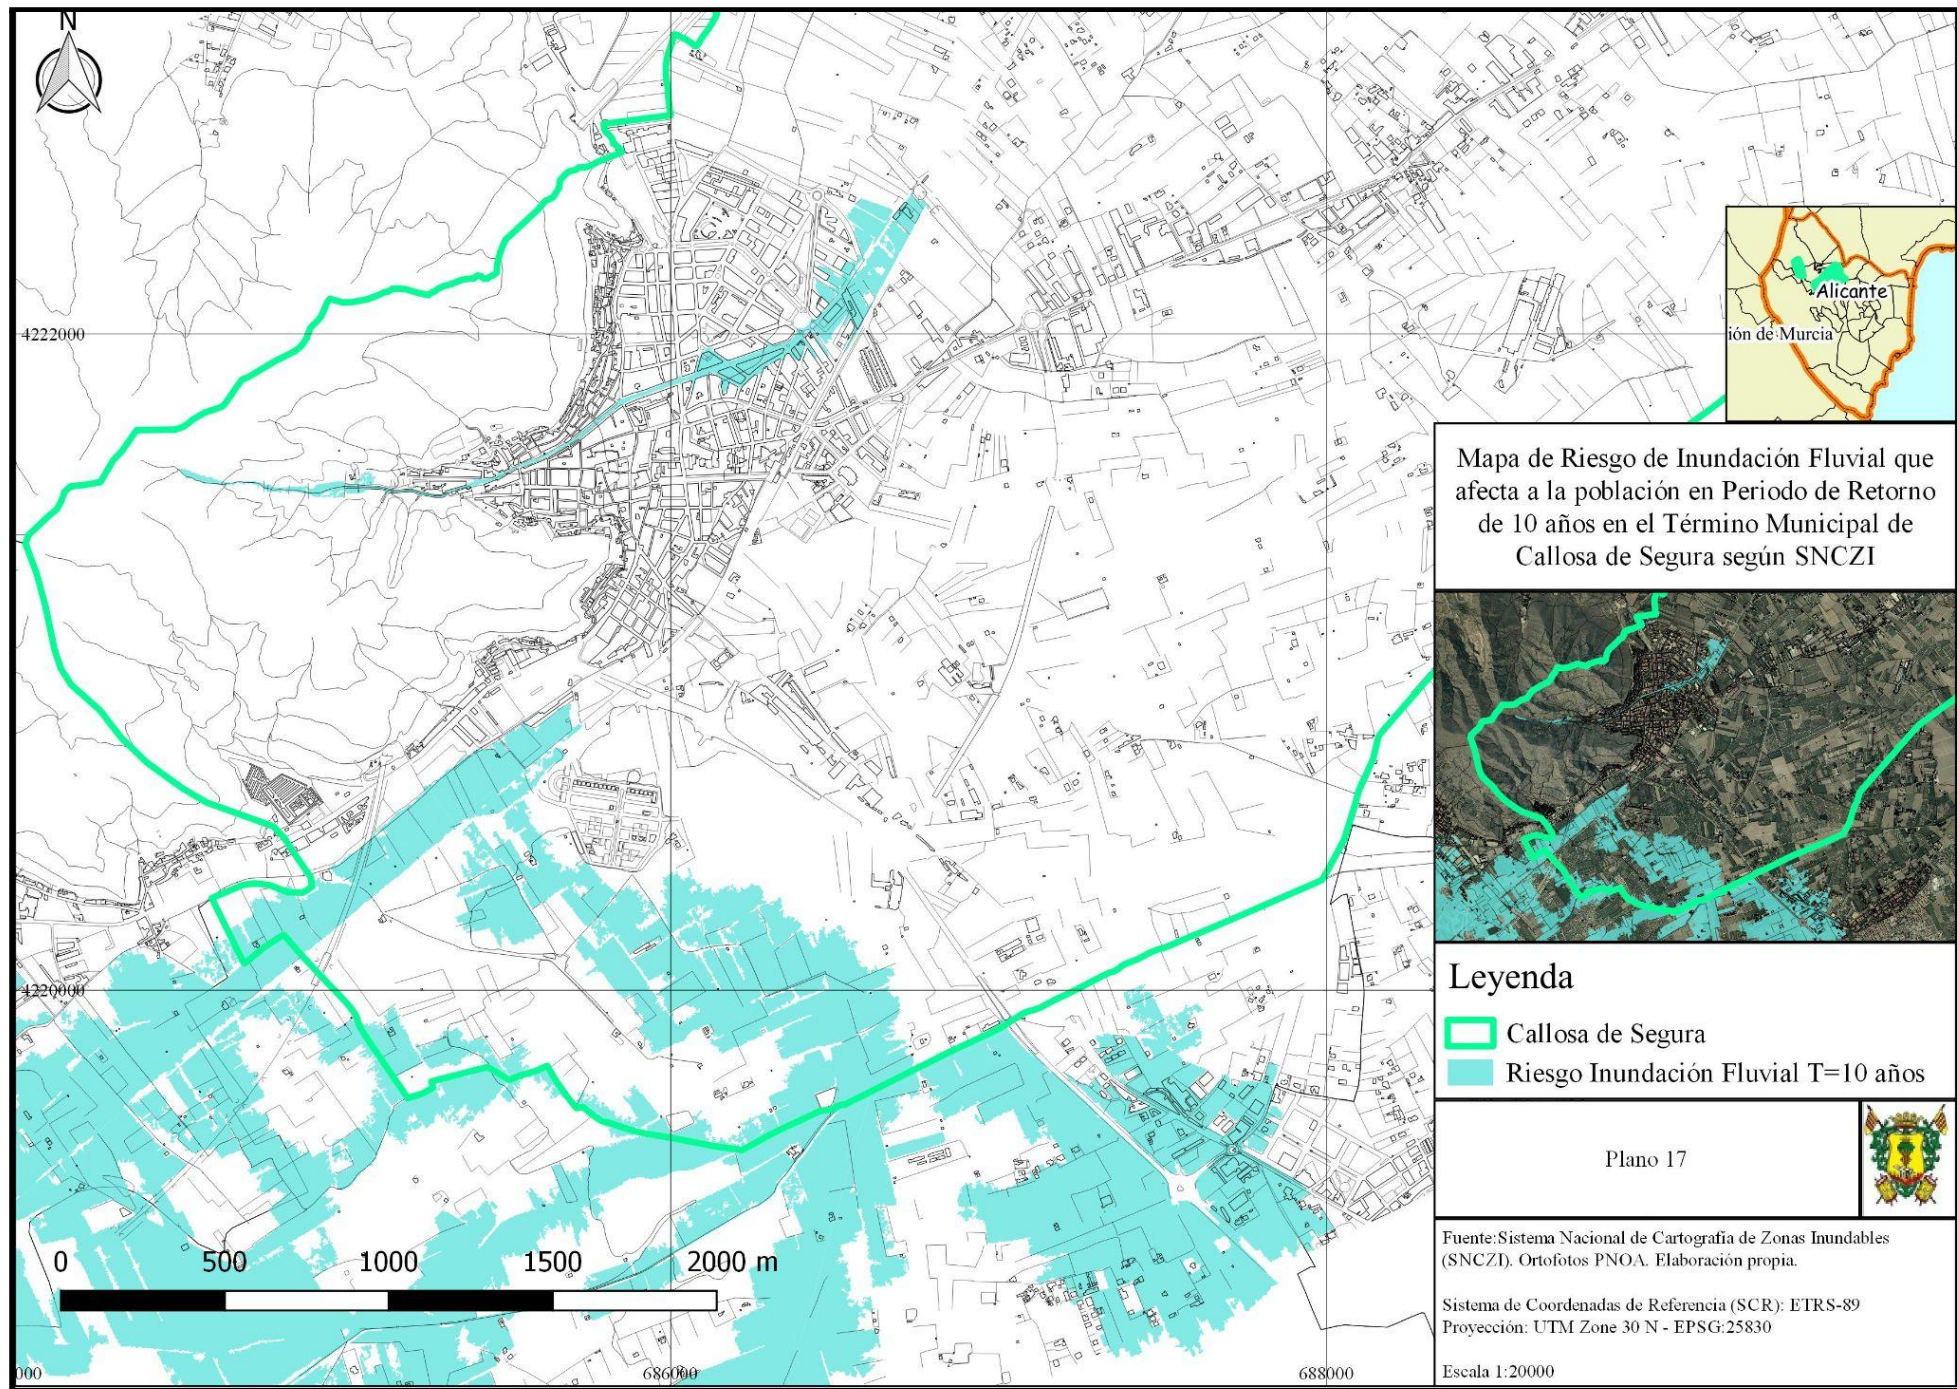 N
4222000
4220000
000
686000
688000
0 500 1000 1500 2000 m
Alicante
ión de Murcia
Mapa de Riesgo de Inundación Fluvial que
afecta a la población en Periodo de Retorno
de 10 años en el Término Municipal de
Callosa de Segura según SNCZI
Leyenda
Callosa de Segura
Riesgo Inundación Fluvial T=10 años
Plano 17
Fuente:Sistema Nacional de Cartografía de Zonas Inundables
(SNCZI). Ortofotos PNOA. Elaboración propia.
Sistema de Coordenadas de Referencia (SCR): ETRS-89
Proyección: UTM Zone 30 N - EPSG:25830
Escala 1:20000